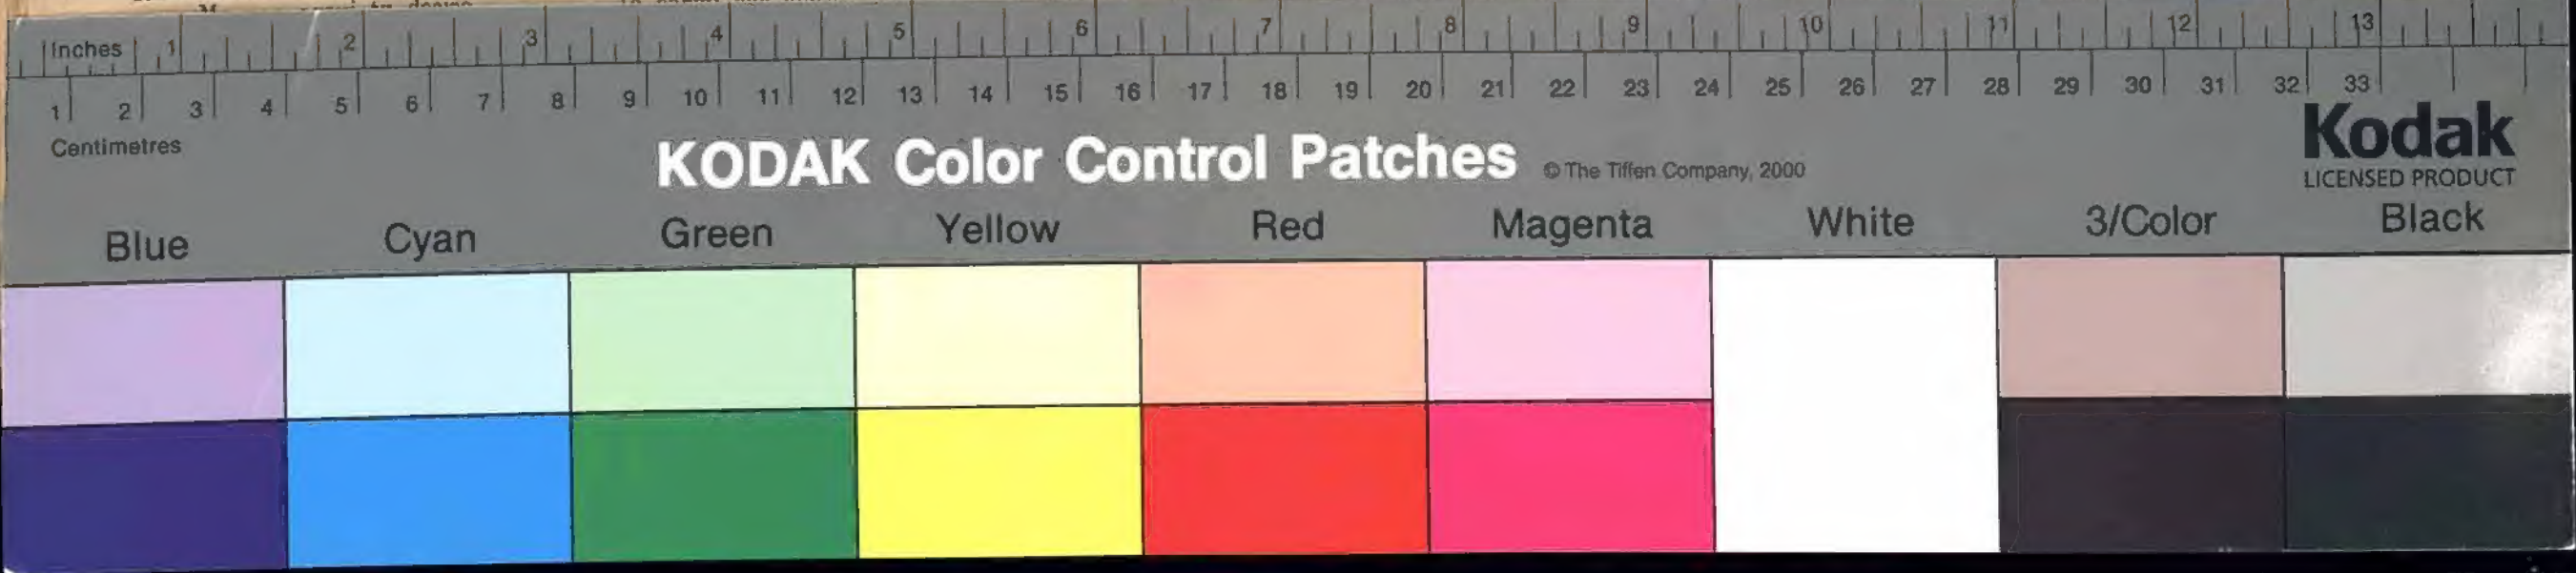 Inches 1 2 3 4 5 6 7 8 9 10 11 12 13
1 2 3 4 5 6 7 8 9 10 11 12 13 14 15 16 17 18 19 20 21 22 23 24 25 26 27 28 29 30 31 32 33
Centimetres
KODAK Color Control Patches © The Tiffen Company, 2000
Kodak
LICENSED PRODUCT
Blue Cyan Green Yellow Red Magenta White 3/Color Black